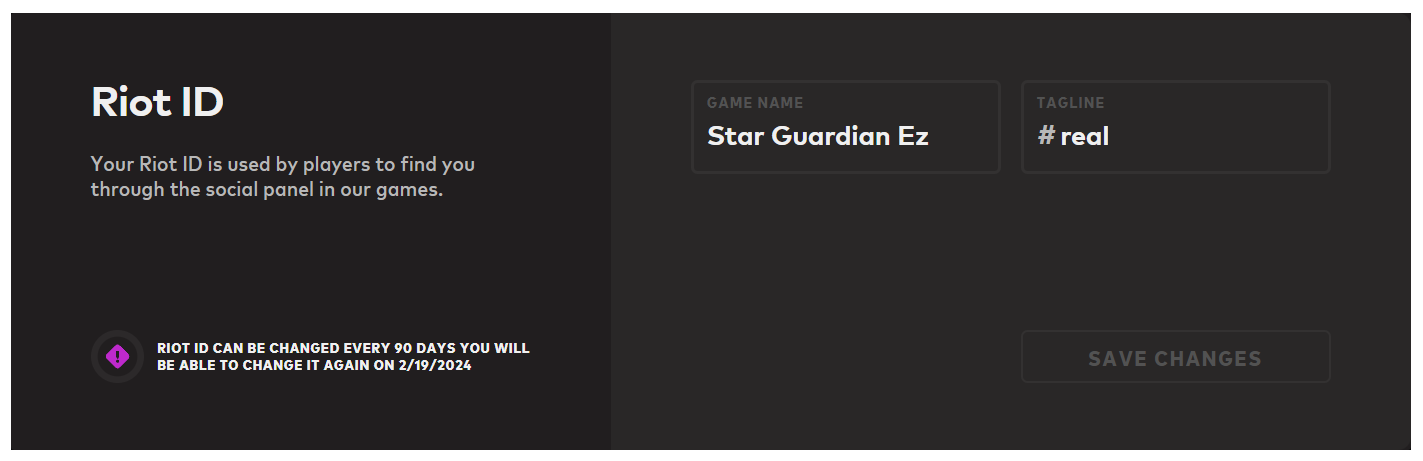 Riot ID
Your Riot ID is used by players to find you
through the social panel in our games.
RIOT ID CAN BE CHANGED EVERY 90 DAYS YOU WILL
BE ABLE TO CHANGE IT AGAIN ON 2/19/2024
GAME NAME
Star Guardian Ez
TAGLINE
# real
SAVE CHANGES